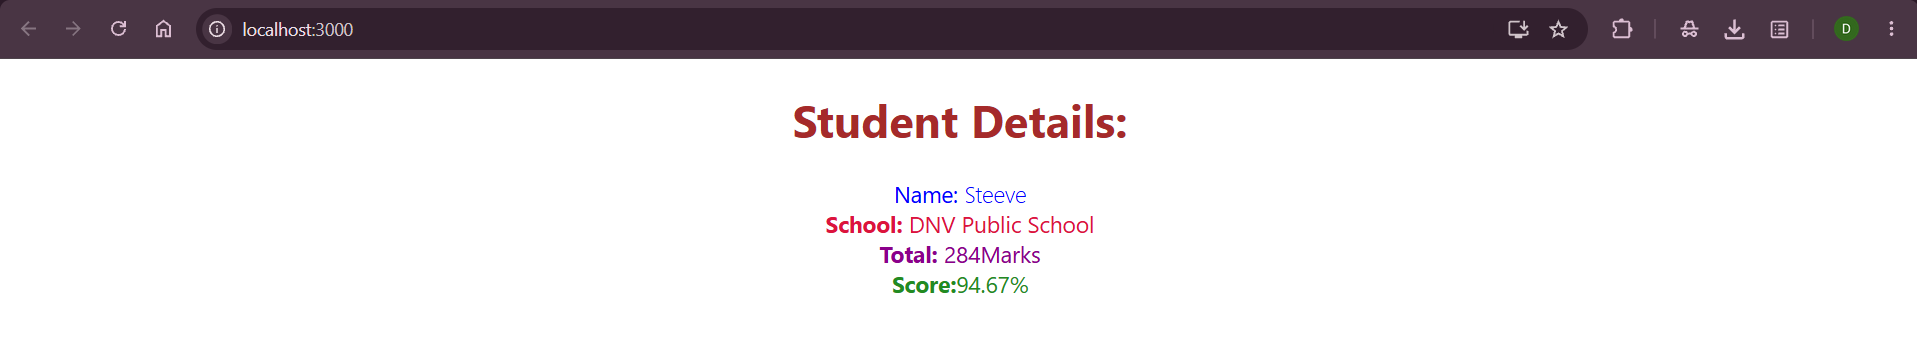 localhost:3000
D
Student Details:
Name: Steeve
School: DNV Public School
Total: 284Marks
Score:94.67%